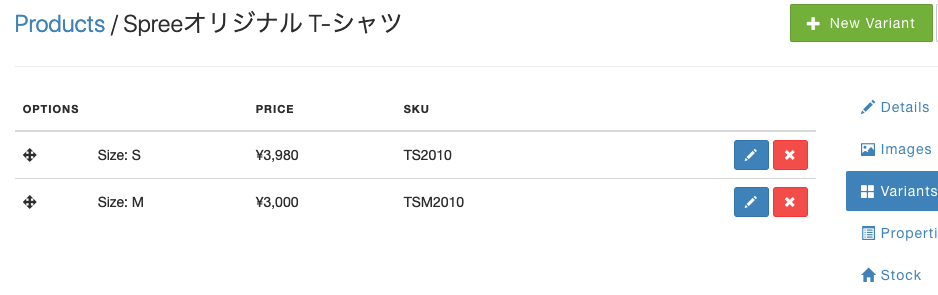 Products / Spreeオリジナル T-シャツ
New Variant
OPTIONS PRICE SKU
Size: S ¥3,980 TS2010
Size: M ¥3,000 TSM2010
Details
Images
Variants
Properti
Stock